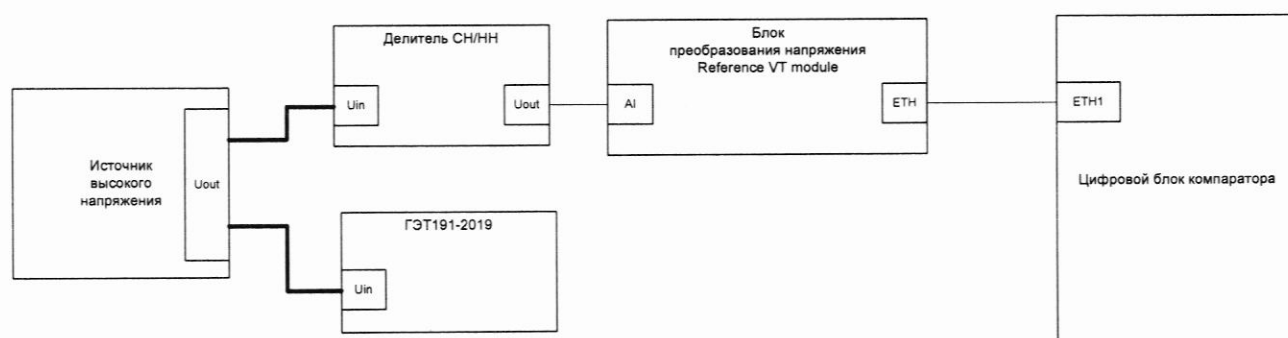 Делитель СН/НН
Uin
Uout
Блок
преобразования напряжения
Reference VT module
AI
ETH
ETH1
Цифровой блок компаратора
Источник
высокого
напряжения
Uout
ГЭТ191-2019
Uin